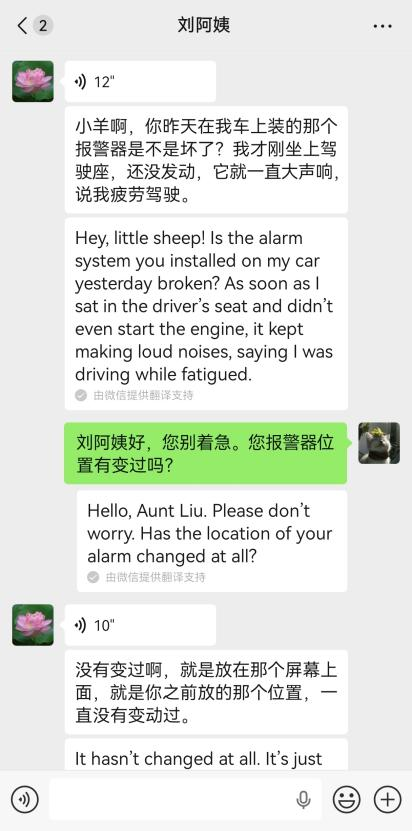 2
刘阿姨
12"
小羊啊，你昨天在我车上装的那个
报警器是不是坏了？我才刚坐上驾
驶座，还没发动，它就一直大声响，
说我疲劳驾驶。
Hey, little sheep! Is the alarm
system you installed on my car
yesterday broken? As soon as I
sat in the driver's seat and didn't
even start the engine, it kept
making loud noises, saying I was
driving while fatigued.
由微信提供翻译支持
刘阿姨好，您别着急。您报警器位
置有变过吗？
Hello, Aunt Liu. Please don't
worry. Has the location of your
alarm changed at all?
由微信提供翻译支持
10"
没有变过啊，就是放在那个屏幕上
面，就是你之前放的那个位置，一
直没有变动过。
It hasn't changed at all. It's just